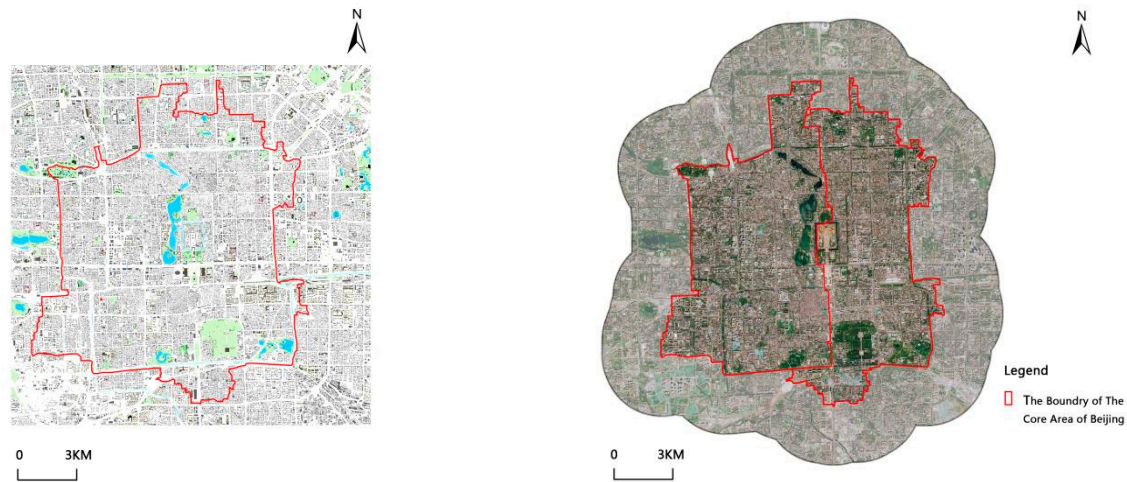 N
N
Legend
The Boundry of The
Core Area of Beijing
0 3KM
0 3KM